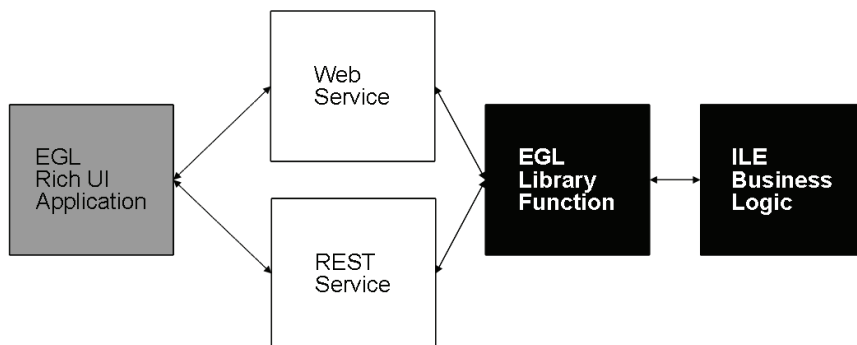 EGL
Rich UI
Application
Web
Service
REST
Service
EGL
Library
Function
ILE
Business
Logic